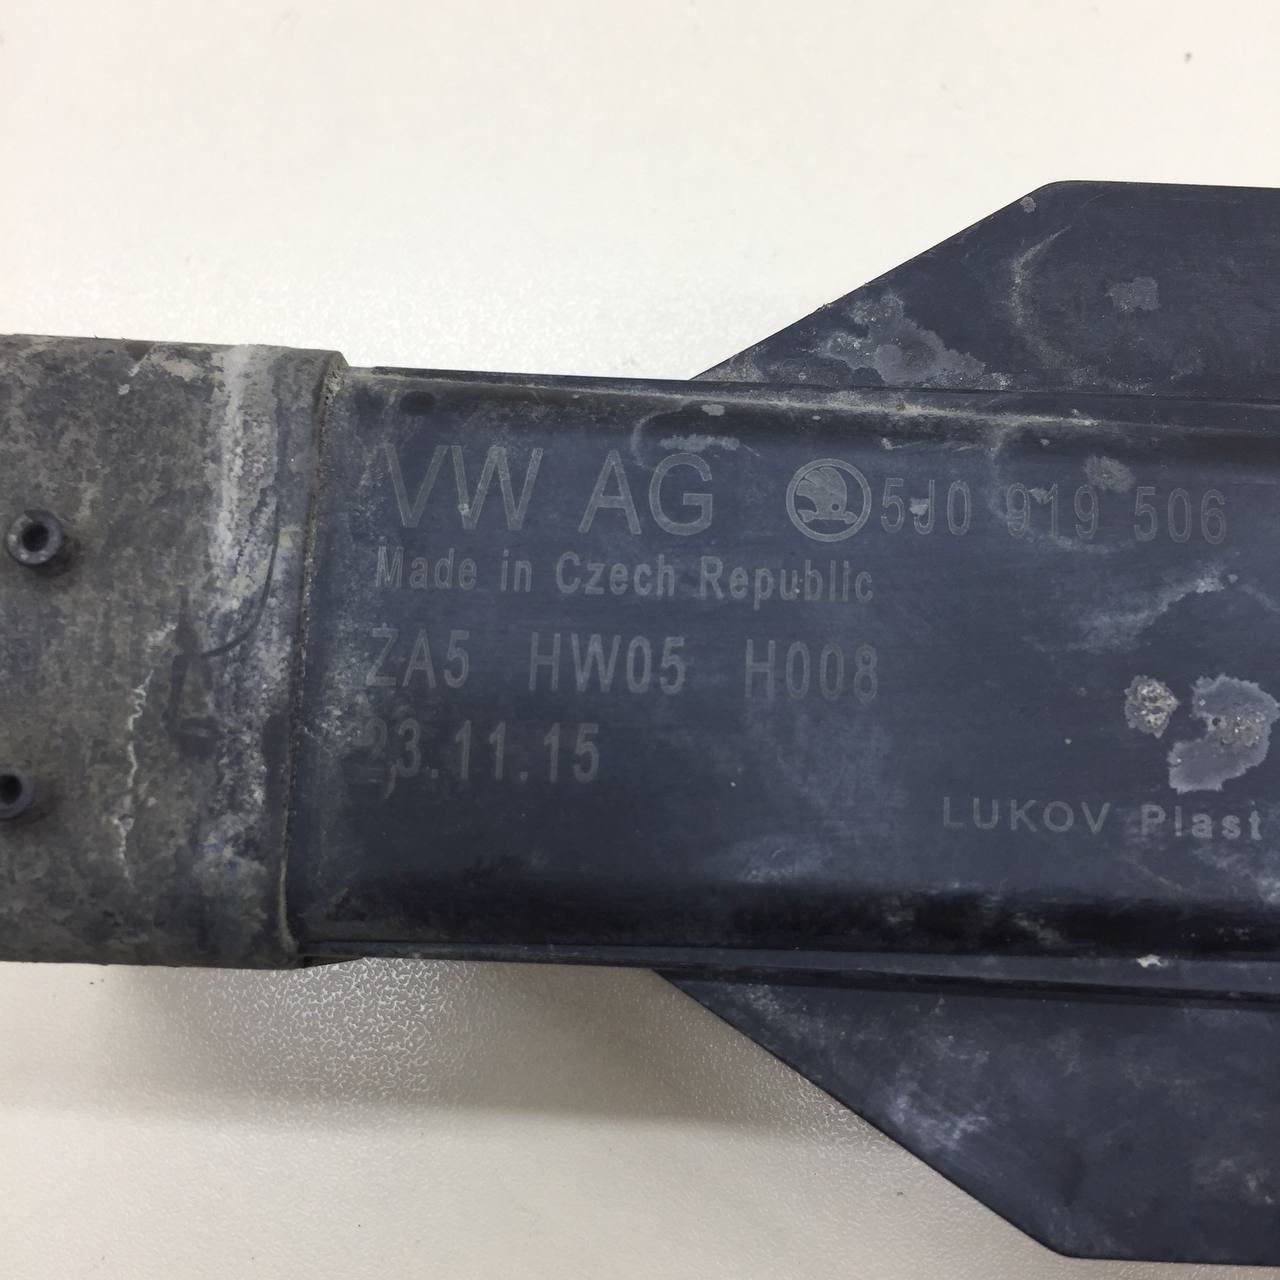 VW AG 5J0 919 506
Made in Czech Republic
ZA5 HW05 H008
23.11.15
LUKOV Plast